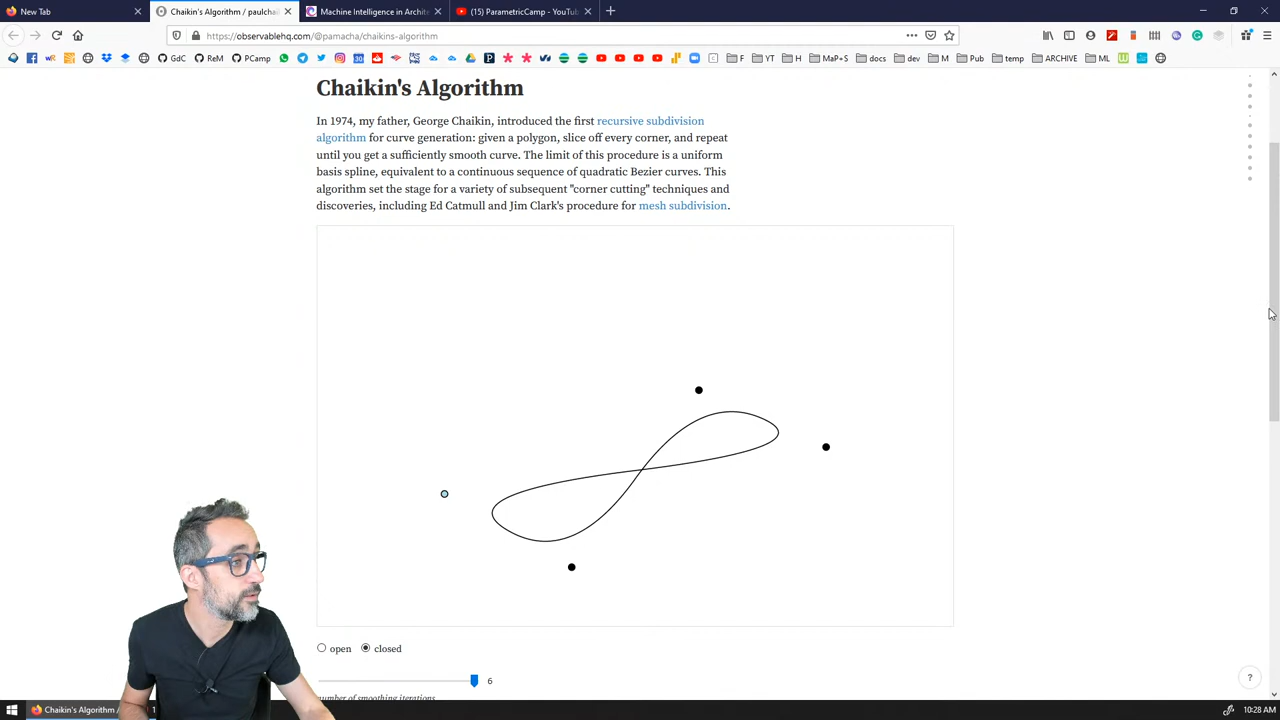 New Tab
Chaikin's Algorithm / paulcha
Machine Intelligence in Archit
(15) ParametricCamp - YouTub
https://observablehq.com/@pamacha/chaikins-algorithm
GdC ReM PCamp F YT H MaP+S docs dev M Pub temp ARCHIVE ML
Chaikin's Algorithm
In 1974, my father, George Chaikin, introduced the first recursive subdivision
algorithm for curve generation: given a polygon, slice off every corner, and repeat
until you get a sufficiently smooth curve. The limit of this procedure is a uniform
basis spline, equivalent to a continuous sequence of quadratic Bezier curves. This
algorithm set the stage for a variety of subsequent "corner cutting" techniques and
discoveries, including Ed Catmull and Jim Clark's procedure for mesh subdivision.
open closed
6
number of smoothing iterations
?
Chaikin's Algorithm /
10:28 AM